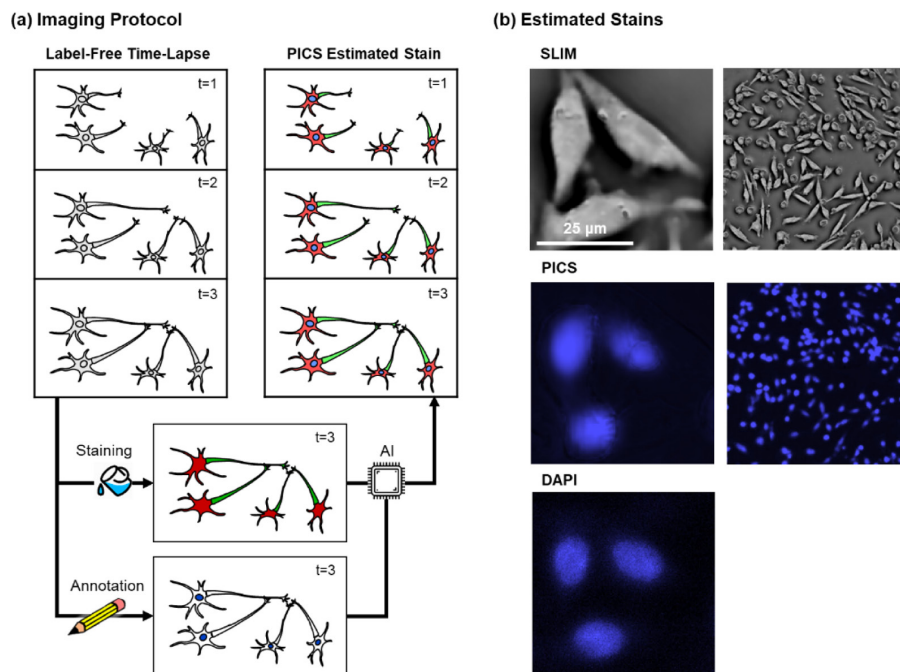 (a) Imaging Protocol
Label-Free Time-Lapse
PICS Estimated Stain
t=1
t=1
t=2
t=2
t=3
t=3
Staining
t=3
AI
Annotation
t=3
(b) Estimated Stains
SLIM
25 µm
PICS
DAPI